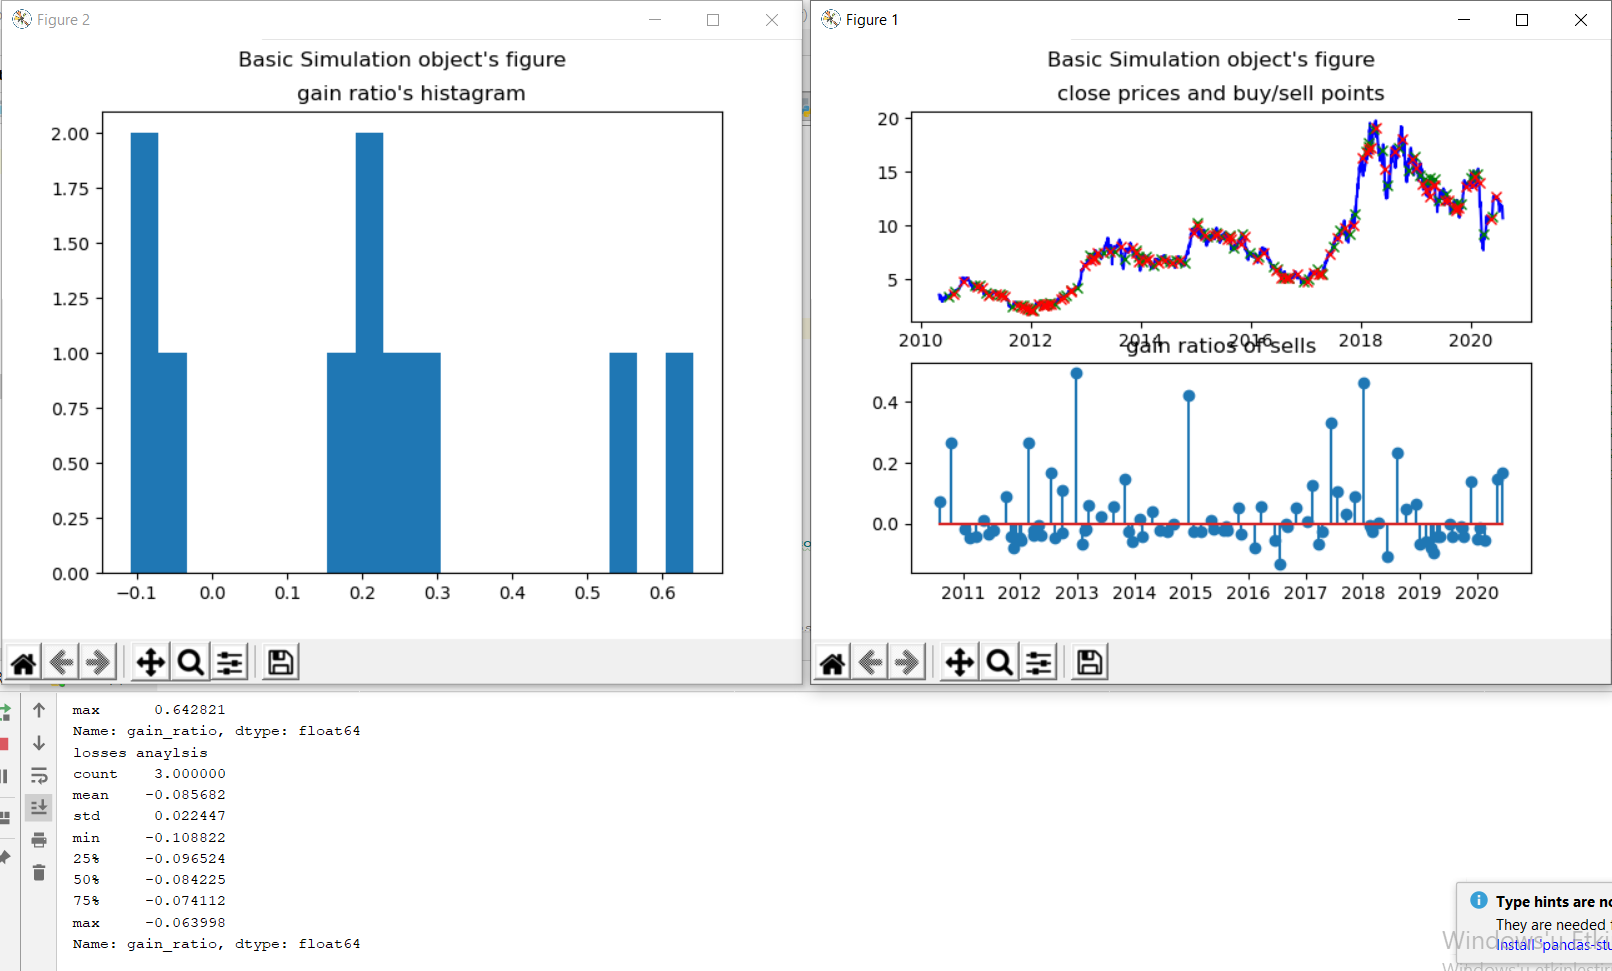 Figure 2
Basic Simulation object's figure
gain ratio's histagram
2.00
1.75
1.50
1.25
1.00
0.75
0.50
0.25
0.00
−0.1 0.0 0.1 0.2 0.3 0.4 0.5 0.6
Figure 1
Basic Simulation object's figure
close prices and buy/sell points
20
15
10
5
2010 2012 2014 2016 2018 2020
gain ratios of sells
0.4
0.2
0.0
2011 2012 2013 2014 2015 2016 2017 2018 2019 2020
max 0.642821
Name: gain_ratio, dtype: float64
losses anaylsis
count 3.000000
mean -0.085682
std 0.022447
min -0.108822
25% -0.096524
50% -0.084225
75% -0.074112
max -0.063998
Name: gain_ratio, dtype: float64
Type hints are no
They are needed
Install 'pandas-stu
Windows'u Etki
Windows'u etkinleştir